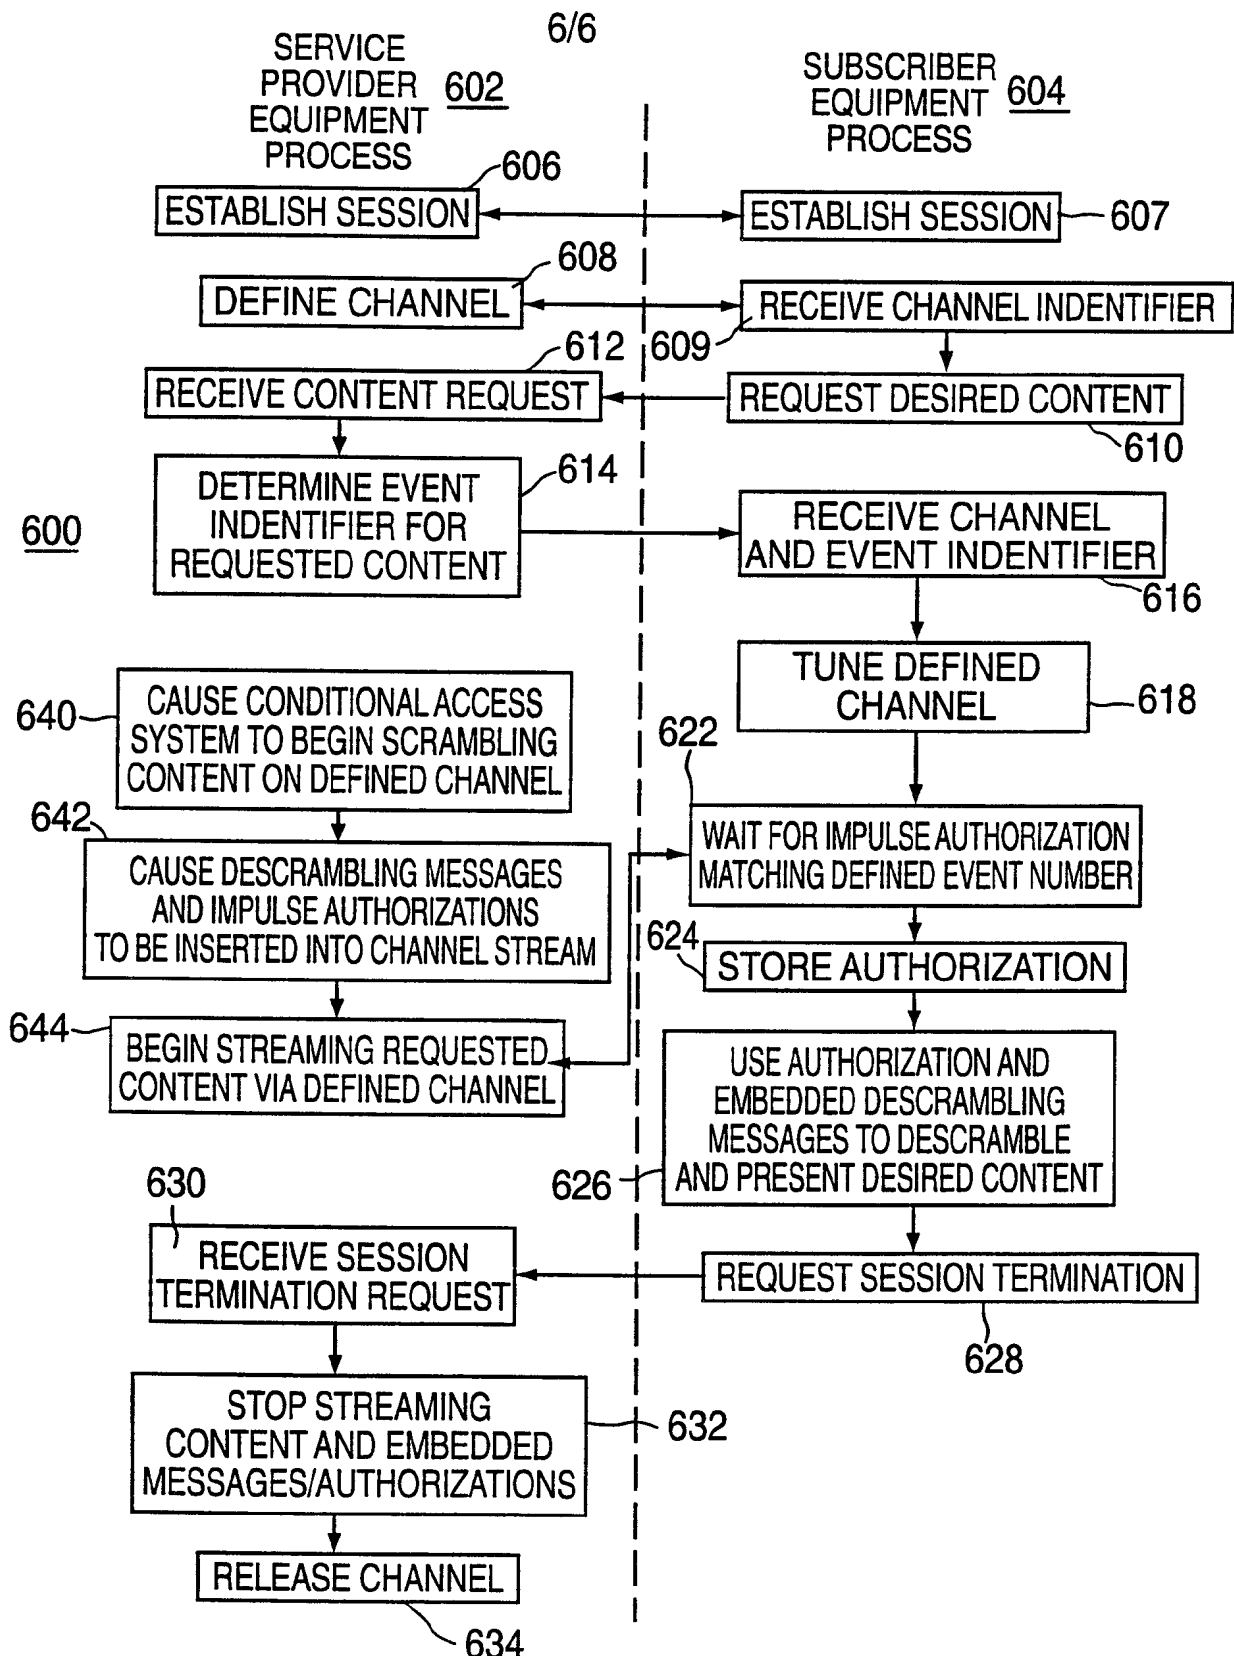 6/6
SERVICE
PROVIDER
EQUIPMENT
PROCESS
602
SUBSCRIBER
EQUIPMENT
PROCESS
604
606
ESTABLISH SESSION
ESTABLISH SESSION
607
608
DEFINE CHANNEL
RECEIVE CHANNEL INDENTIFIER
609
612
RECEIVE CONTENT REQUEST
REQUEST DESIRED CONTENT
610
600
614
DETERMINE EVENT
INDENTIFIER FOR
REQUESTED CONTENT
RECEIVE CHANNEL
AND EVENT INDENTIFIER
616
TUNE DEFINED
CHANNEL
618
640
CAUSE CONDITIONAL ACCESS
SYSTEM TO BEGIN SCRAMBLING
CONTENT ON DEFINED CHANNEL
622
WAIT FOR IMPULSE AUTHORIZATION
MATCHING DEFINED EVENT NUMBER
642
CAUSE DESCRAMBLING MESSAGES
AND IMPULSE AUTHORIZATIONS
TO BE INSERTED INTO CHANNEL STREAM
624
STORE AUTHORIZATION
644
BEGIN STREAMING REQUESTED
CONTENT VIA DEFINED CHANNEL
USE AUTHORIZATION AND
EMBEDDED DESCRAMBLING
MESSAGES TO DESCRAMBLE
AND PRESENT DESIRED CONTENT
626
630
RECEIVE SESSION
TERMINATION REQUEST
REQUEST SESSION TERMINATION
628
STOP STREAMING
CONTENT AND EMBEDDED
MESSAGES/AUTHORIZATIONS
632
RELEASE CHANNEL
634